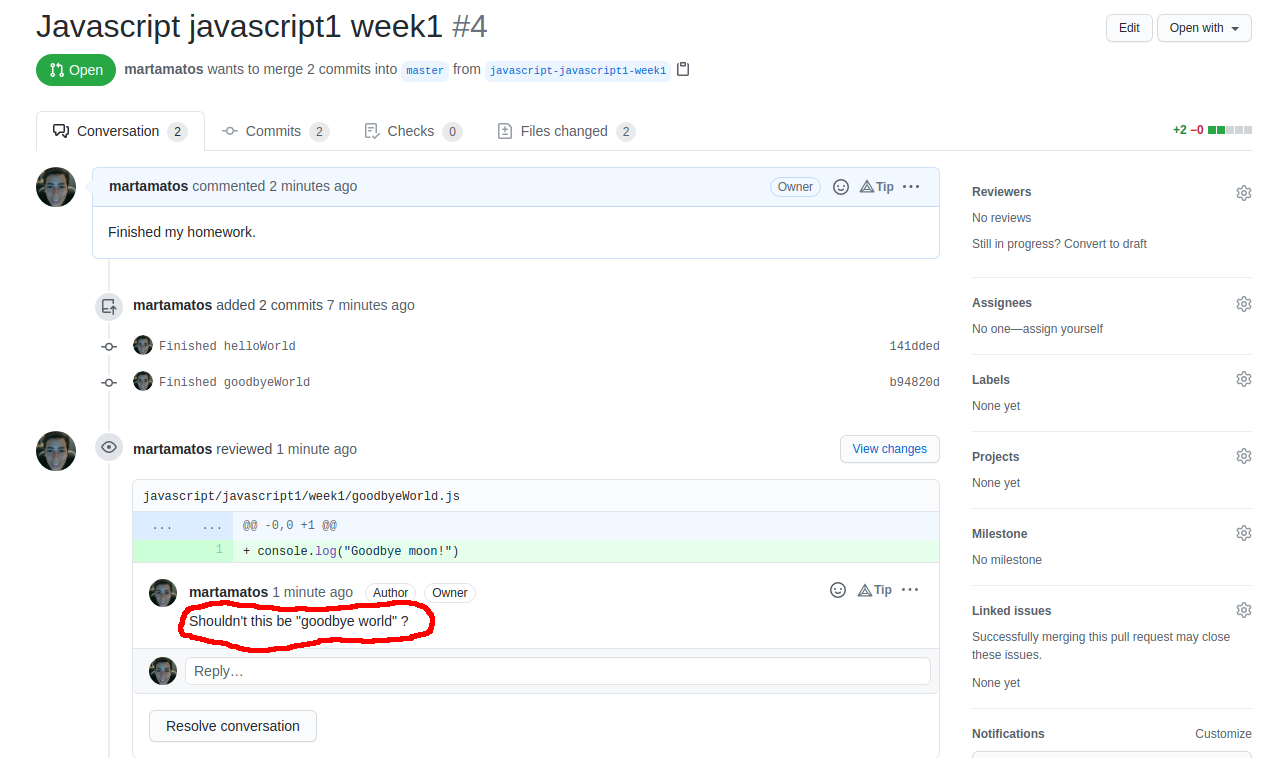 Javascript javascript1 week1 #4
Edit
Open with
Open
martamatos wants to merge 2 commits into master from javascript-javascript1-week1
Conversation 2
Commits 2
Checks 0
Files changed 2
+2 −0
martamatos commented 2 minutes ago
Owner
Tip
Finished my homework.
martamatos added 2 commits 7 minutes ago
Finished helloWorld 141dded
Finished goodbyeWorld b94820d
martamatos reviewed 1 minute ago
View changes
javascript/javascript1/week1/goodbyeWorld.js
... ... @@ -0,0 +1 @@
1 + console.log("Goodbye moon!")
martamatos 1 minute ago Author Owner
Tip
Shouldn't this be "goodbye world" ?
Reply…
Resolve conversation
Reviewers
No reviews
Still in progress? Convert to draft
Assignees
No one—assign yourself
Labels
None yet
Projects
None yet
Milestone
No milestone
Linked issues
Successfully merging this pull request may close
these issues.
None yet
Notifications
Customize